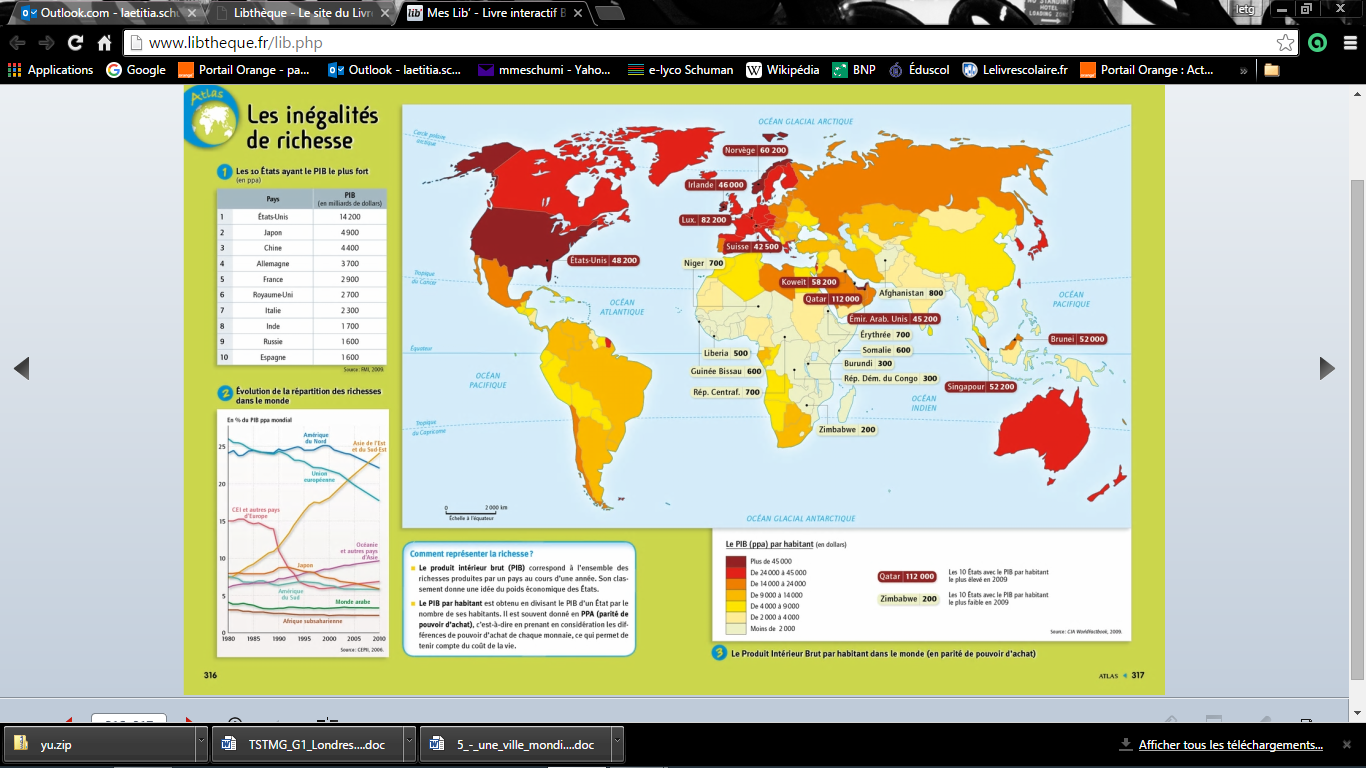 Outlook.com - laetitia.sch
Libthèque - Le site du Livr
Mes Lib' - Livre interactif B
letg
www.libtheque.fr/lib.php
Applications
Google
Portail Orange - pa...
Outlook - laetitia.sc...
mmeschumi - Yaho...
e-lyco Schuman
Wikipédia
BNP
Éduscol
Lelivrescolaire.fr
Portail Orange : Act...
»
Atlas
Les inégalités
de richesse
1 Les 10 États ayant le PIB le plus fort
(en ppa)
Pays PIB
(en milliards de dollars)
1 États-Unis 14 200
2 Japon 4 900
3 Chine 4 400
4 Allemagne 3 700
5 France 2 900
6 Royaume-Uni 2 700
7 Italie 2 300
8 Inde 1 700
9 Russie 1 600
10 Espagne 1 600
Source : FMI, 2009.
2 Évolution de la répartition des richesses
dans le monde
En % du PIB ppa mondial
25
20
15
10
5
0
Amérique
du Nord
Asie de l'Est
et du Sud-Est
Union
européenne
CEI et autres pays
d'Europe
Océanie
et autres pays
d'Asie
Japon
Amérique
du Sud
Monde arabe
Afrique subsaharienne
1980 1985 1990 1995 2000 2005 2010
Source : CEPII, 2006.
316
OCÉAN GLACIAL ARCTIQUE
Cercle polaire
arctique
Norvège 60 200
Irlande 46 000
Lux. 82 200
Suisse 42 500
États-Unis 48 200
Niger 700
Koweit 58 200
Afghanistan 800
Qatar 112 000
Tropique
du Cancer
OCÉAN
ATLANTIQUE
OCÉAN
PACIFIQUE
Émir. Arab. Unis 45 200
Érythrée 700
Brunei 52 000
Équateur
Liberia 500
Somalie 600
Burundi 300
Guinée Bissau 600
Rép. Dém. du Congo 300
OCÉAN
PACIFIQUE
Rép. Centraf. 700
Singapour 52 200
OCÉAN
INDIEN
Tropique
du Capricorne
Zimbabwe 200
0 2 000 km
Échelle à l'équateur
OCÉAN GLACIAL ANTARCTIQUE
Comment représenter la richesse ?
Le produit intérieur brut (PIB) correspond à l'ensemble des
richesses produites par un pays au cours d'une année. Son clas-
sement donne une idée du poids économique des États.
Le PIB par habitant est obtenu en divisant le PIB d'un État par le
nombre de ses habitants. Il est souvent donné en PPA (parité de
pouvoir d'achat), c'est-à-dire en prenant en considération les dif-
férences de pouvoir d'achat de chaque monnaie, ce qui permet de
tenir compte du coût de la vie.
Le PIB (ppa) par habitant (en dollars)
Plus de 45 000
De 24 000 à 45 000
De 14 000 à 24 000
De 9 000 à 14 000
De 4 000 à 9 000
De 2 000 à 4 000
Moins de 2 000
Qatar 112 000
Les 10 États avec le PIB par habitant
le plus élevé en 2009
Zimbabwe 200
Les 10 États avec le PIB par habitant
le plus faible en 2009
Source : CIA Worldfactbook, 2009.
3 Le Produit Intérieur Brut par habitant dans le monde (en parité de pouvoir d'achat)
ATLAS 317
yu.zip
TSTMG_G1_Londres....doc
5_-_une_ville_mondi....doc
Afficher tous les téléchargements...